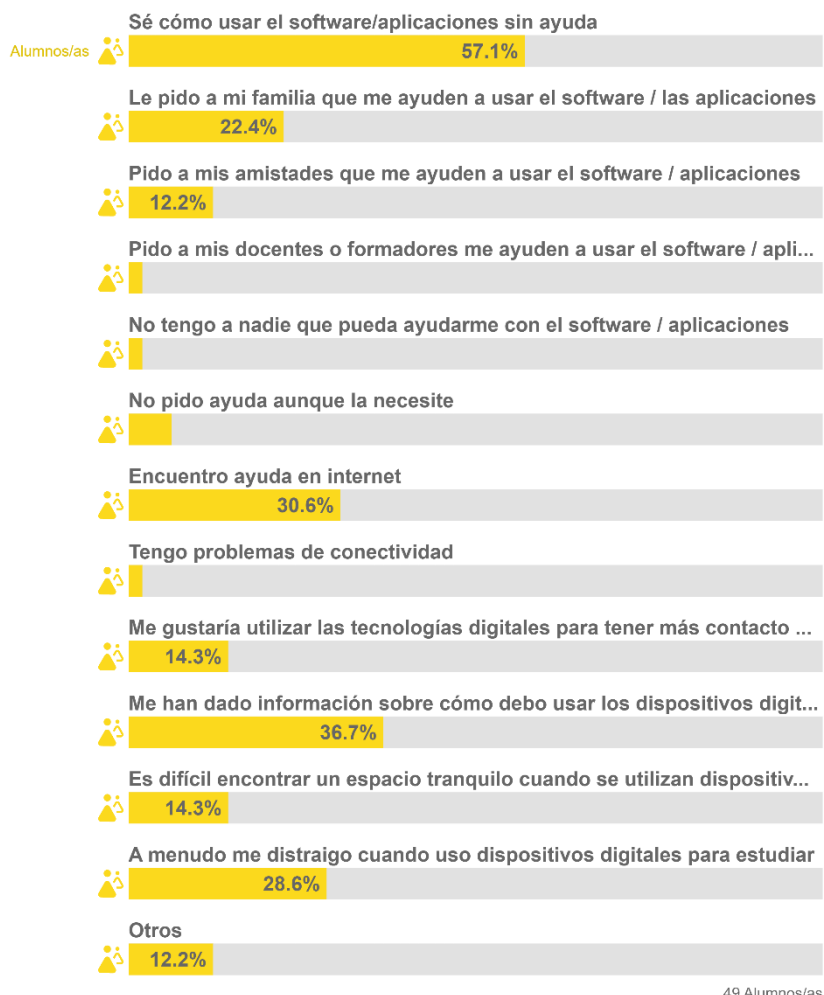 Sé cómo usar el software/aplicaciones sin ayuda
Alumnos/as
57.1%
Le pido a mi familia que me ayuden a usar el software / las aplicaciones
22.4%
Pido a mis amistades que me ayuden a usar el software / aplicaciones
12.2%
Pido a mis docentes o formadores me ayuden a usar el software / apli...
No tengo a nadie que pueda ayudarme con el software / aplicaciones
No pido ayuda aunque la necesite
Encuentro ayuda en internet
30.6%
Tengo problemas de conectividad
Me gustaría utilizar las tecnologías digitales para tener más contacto ...
14.3%
Me han dado información sobre cómo debo usar los dispositivos digit...
36.7%
Es difícil encontrar un espacio tranquilo cuando se utilizan dispositiv...
14.3%
A menudo me distraigo cuando uso dispositivos digitales para estudiar
28.6%
Otros
12.2%
49 Alumnos/as